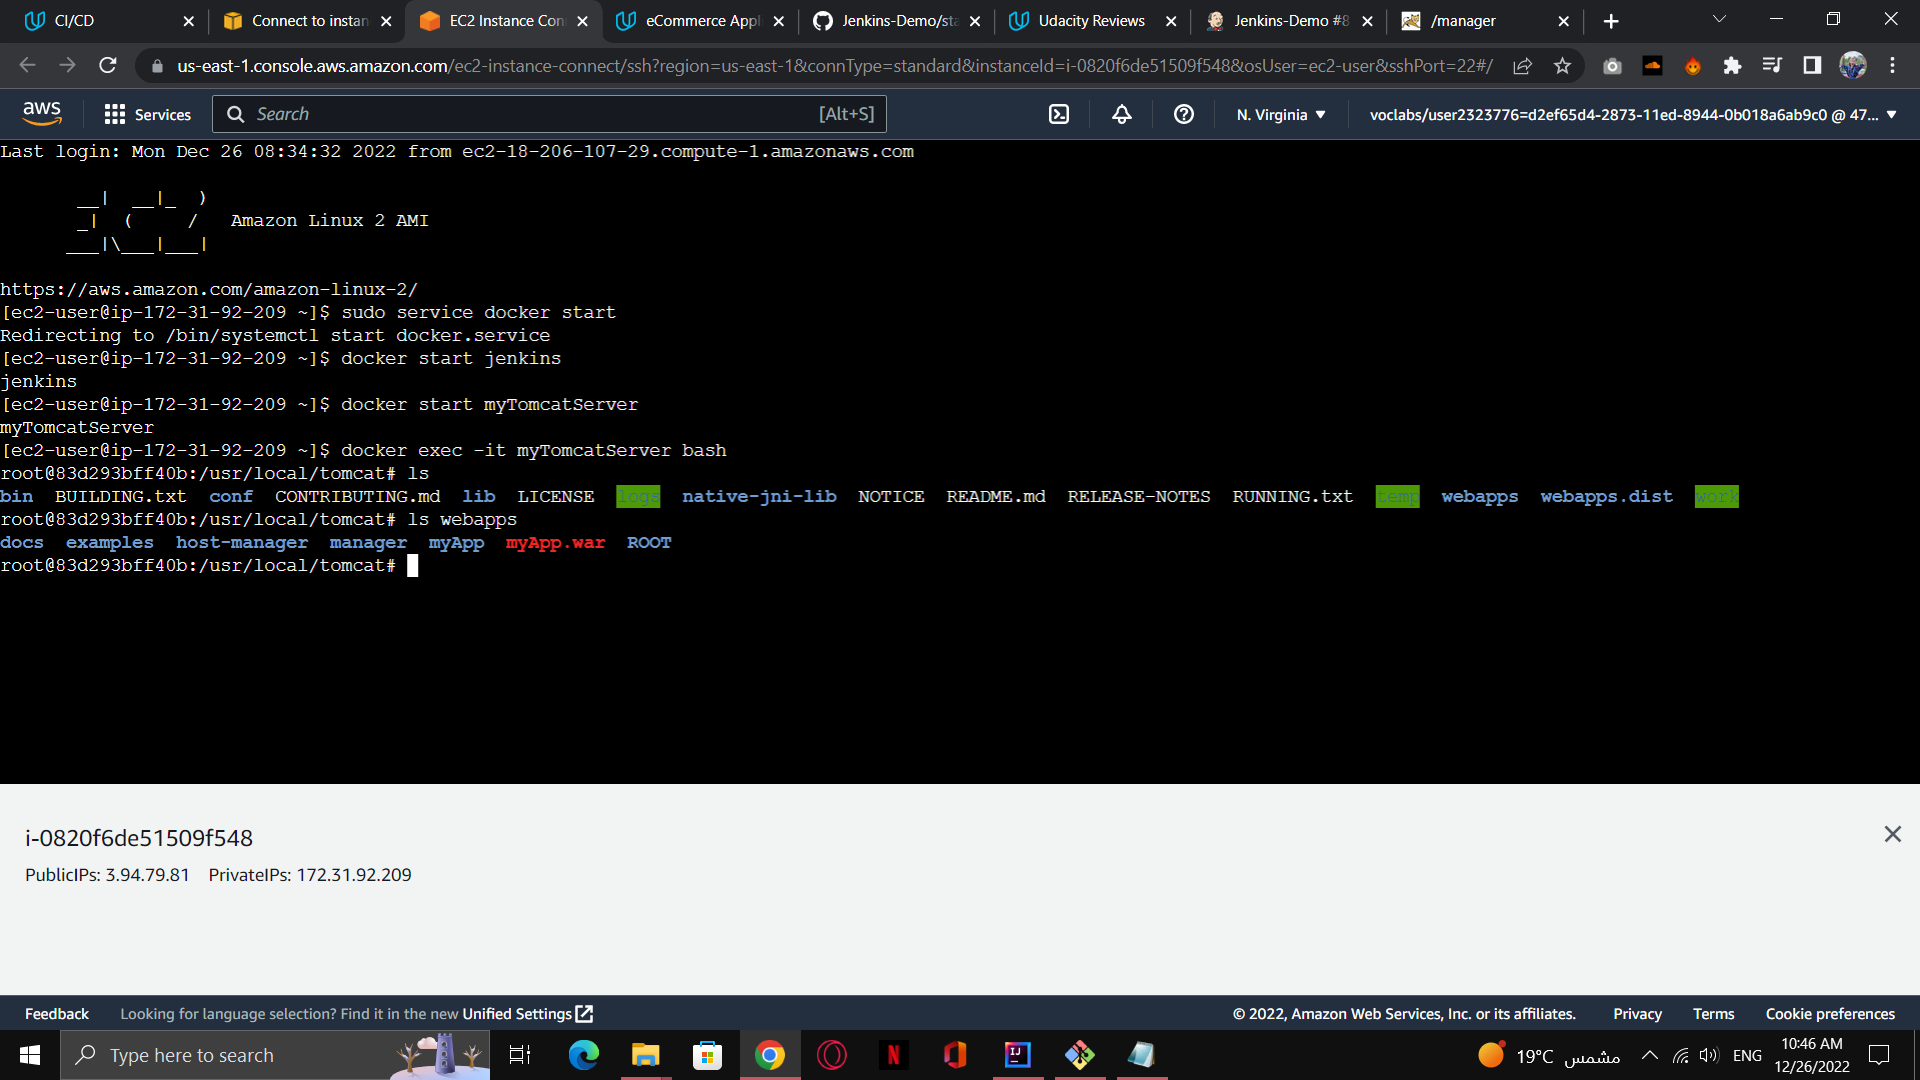 CI/CD
Connect to instan
EC2 Instance Con
eCommerce Appl
Jenkins-Demo/sta
Udacity Reviews
Jenkins-Demo #8
/manager
us-east-1.console.aws.amazon.com/ec2-instance-connect/ssh?region=us-east-1&connType=standard&instanceId=i-0820f6de51509f548&osUser=ec2-user&sshPort=22#/
aws Services Search [Alt+S] N. Virginia voclabs/user2323776=d2ef65d4-2873-11ed-8944-0b018a6ab9c0 @ 47...
Last login: Mon Dec 26 08:34:32 2022 from ec2-18-206-107-29.compute-1.amazonaws.com
__|  __|_  )
_|  (     /   Amazon Linux 2 AMI
___|\___|___|
https://aws.amazon.com/amazon-linux-2/
[ec2-user@ip-172-31-92-209 ~]$ sudo service docker start
Redirecting to /bin/systemctl start docker.service
[ec2-user@ip-172-31-92-209 ~]$ docker start jenkins
jenkins
[ec2-user@ip-172-31-92-209 ~]$ docker start myTomcatServer
myTomcatServer
[ec2-user@ip-172-31-92-209 ~]$ docker exec -it myTomcatServer bash
root@83d293bff40b:/usr/local/tomcat# ls
bin BUILDING.txt conf CONTRIBUTING.md lib LICENSE logs native-jni-lib NOTICE README.md RELEASE-NOTES RUNNING.txt temp webapps webapps.dist work
root@83d293bff40b:/usr/local/tomcat# ls webapps
docs examples host-manager manager myApp myApp.war ROOT
root@83d293bff40b:/usr/local/tomcat#
i-0820f6de51509f548
PublicIPs: 3.94.79.81 PrivateIPs: 172.31.92.209
Feedback Looking for language selection? Find it in the new Unified Settings © 2022, Amazon Web Services, Inc. or its affiliates. Privacy Terms Cookie preferences
Type here to search
19°C مشمس ENG
10:46 AM
12/26/2022